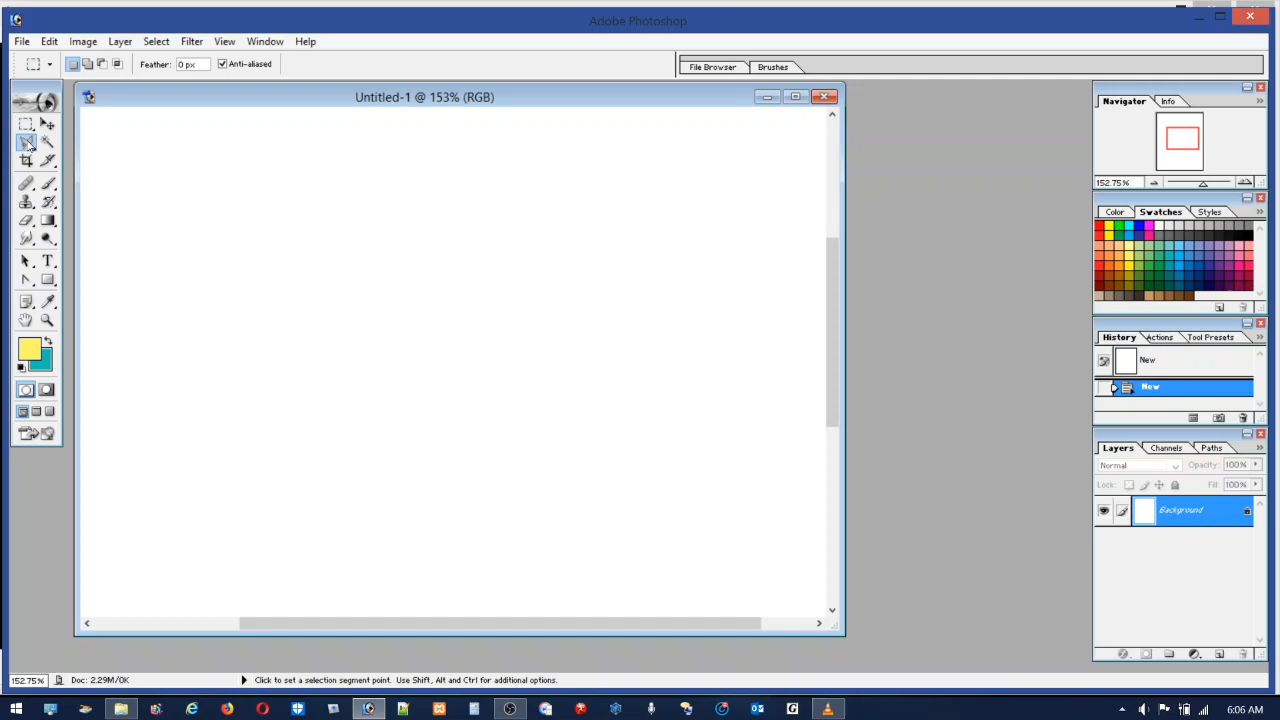 Adobe Photoshop
File Edit Image Layer Select Filter View Window Help
Feather: 0 px Anti-aliased
File Browser Brushes
Untitled-1 @ 153% (RGB)
Navigator Info
152.75%
Color Swatches Styles
History Actions Tool Presets
New
New
Layers Channels Paths
Normal Opacity: 100%
Lock: Fill: 100%
Background
152.75% Doc: 2.29M/0K Click to set a selection segment point. Use Shift, Alt and Ctrl for additional options.
6:06 AM